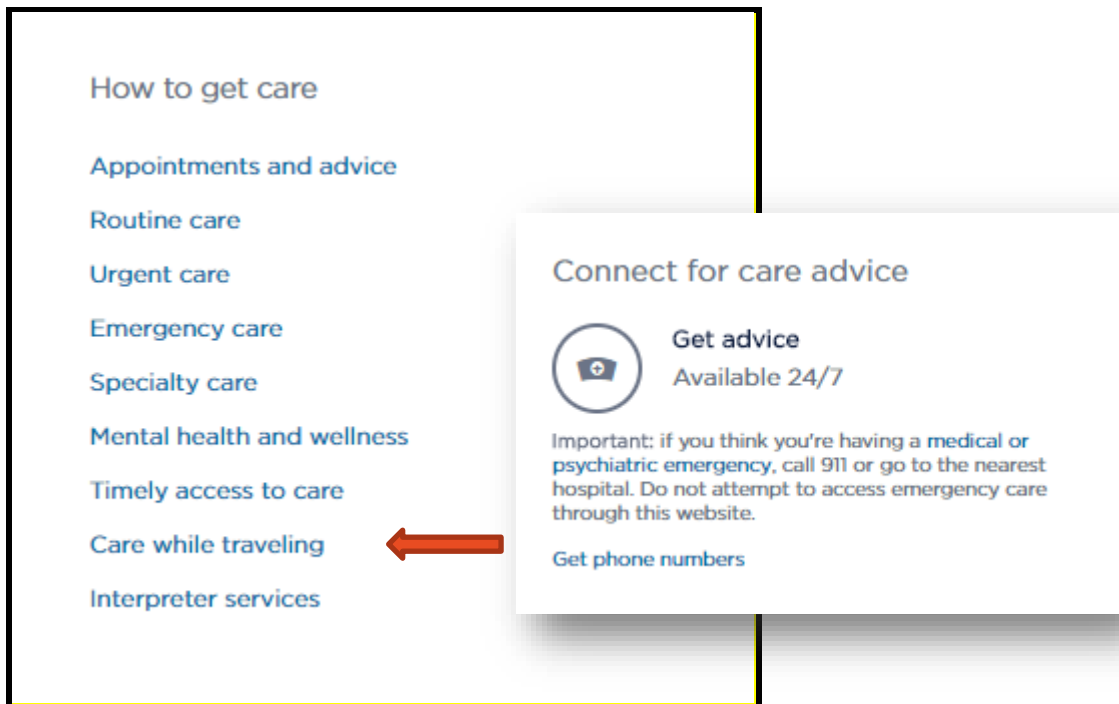 How to get care
Appointments and advice
Routine care
Urgent care
Emergency care
Specialty care
Mental health and wellness
Timely access to care
Care while traveling
Interpreter services
Connect for care advice
Get advice
Available 24/7
Important: if you think you're having a medical or
psychiatric emergency, call 911 or go to the nearest
hospital. Do not attempt to access emergency care
through this website.
Get phone numbers